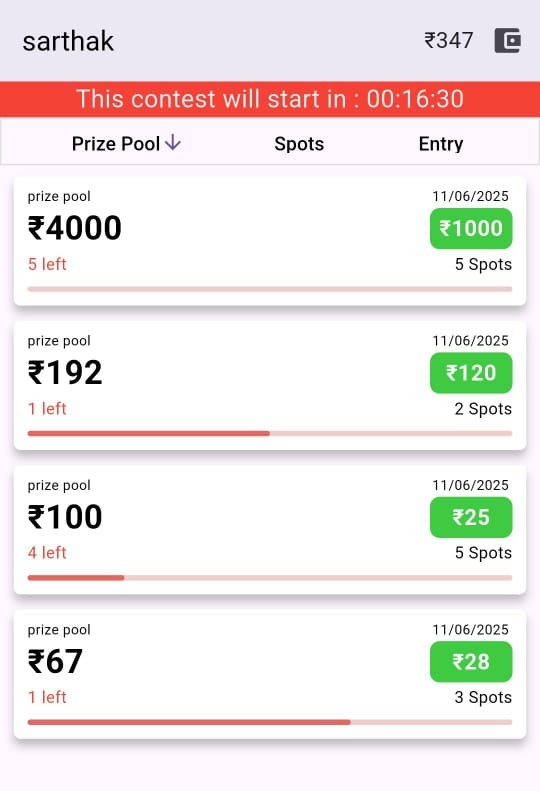 sarthak ₹347
This contest will start in : 00:16:30
Prize Pool↓ Spots Entry
prize pool 11/06/2025
₹4000 ₹1000
5 left 5 Spots
prize pool 11/06/2025
₹192 ₹120
1 left 2 Spots
prize pool 11/06/2025
₹100 ₹25
4 left 5 Spots
prize pool 11/06/2025
₹67 ₹28
1 left 3 Spots